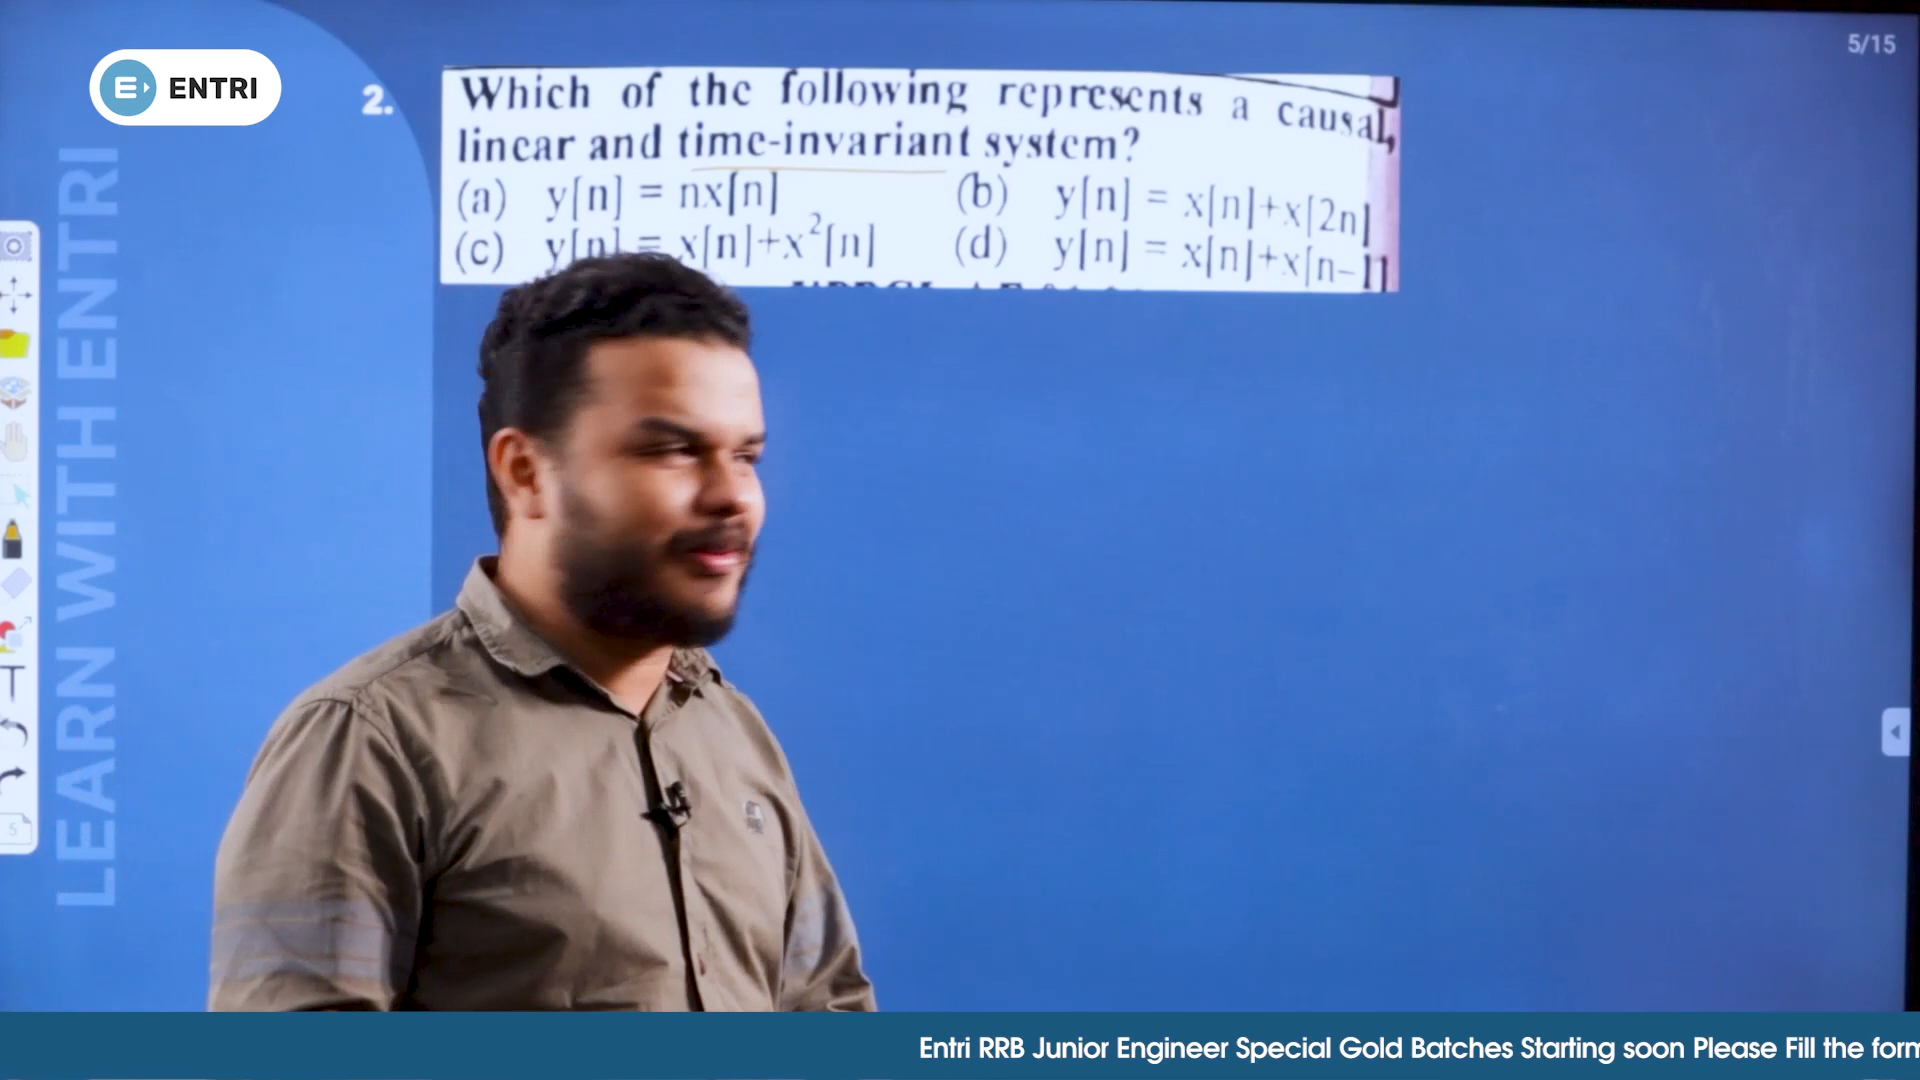 ENTRI
5/15
2.
Which of the following represents a causal,
linear and time-invariant system?
(a) y[n] = nx[n] (b) y[n] = x[n]+x[2n]
(c) y[n] = x[n]+x²[n] (d) y[n] = x[n]+x[n-1]
LEARN WITH ENTRI
T
5
Entri RRB Junior Engineer Special Gold Batches Starting soon Please Fill the form